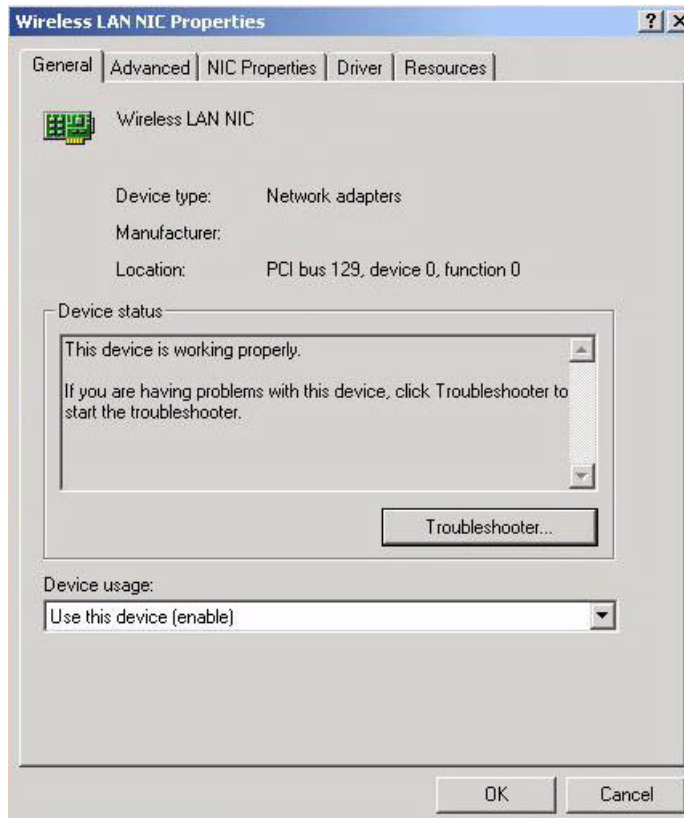 Wireless LAN NIC Properties
General Advanced NIC Properties Driver Resources
Wireless LAN NIC
Device type: Network adapters
Manufacturer:
Location: PCI bus 129, device 0, function 0
Device status
This device is working properly.
If you are having problems with this device, click Troubleshooter to
start the troubleshooter.
Troubleshooter...
Device usage:
Use this device (enable)
OK Cancel